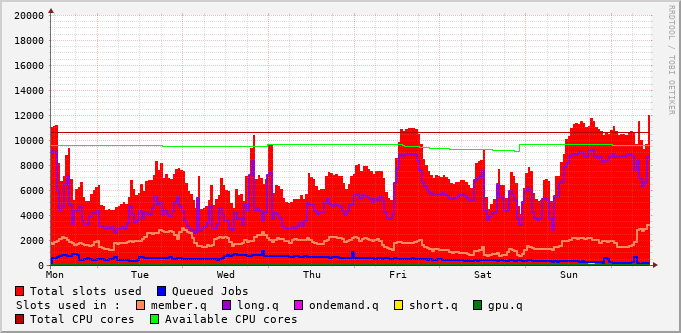 20000
18000
16000
14000
12000
10000
8000
6000
4000
2000
0
Mon Tue Wed Thu Fri Sat Sun
RRDTOOL / TOBI OETIKER
Total slots used Queued Jobs
Slots used in : member.q long.q ondemand.q short.q gpu.q
Total CPU cores Available CPU cores